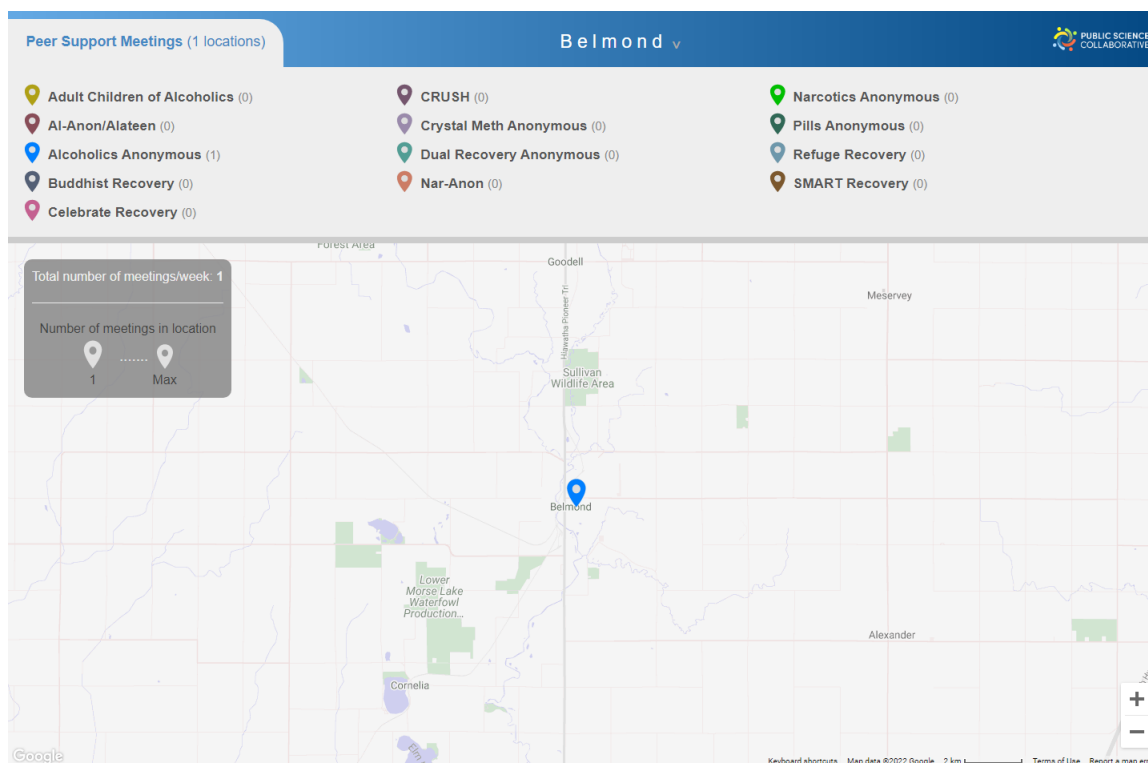 Peer Support Meetings (1 locations)
Belmond v
PUBLIC SCIENCE
COLLABORATIVE
Adult Children of Alcoholics (0)
Al-Anon/Alateen (0)
Alcoholics Anonymous (1)
Buddhist Recovery (0)
Celebrate Recovery (0)
CRUSH (0)
Crystal Meth Anonymous (0)
Dual Recovery Anonymous (0)
Nar-Anon (0)
Narcotics Anonymous (0)
Pills Anonymous (0)
Refuge Recovery (0)
SMART Recovery (0)
Forest Area
Total number of meetings/week: 1
Number of meetings in location
1 ....... Max
Goodell
Hiawatha Pioneer Trl
Meservey
Sullivan
Wildlife Area
Belmond
Lower
Morse Lake
Waterfowl
Production...
Alexander
Cornelia
Elm
+
−
Google
Keyboard shortcuts Map data ©2022 Google 2 km Terms of Use Report a map